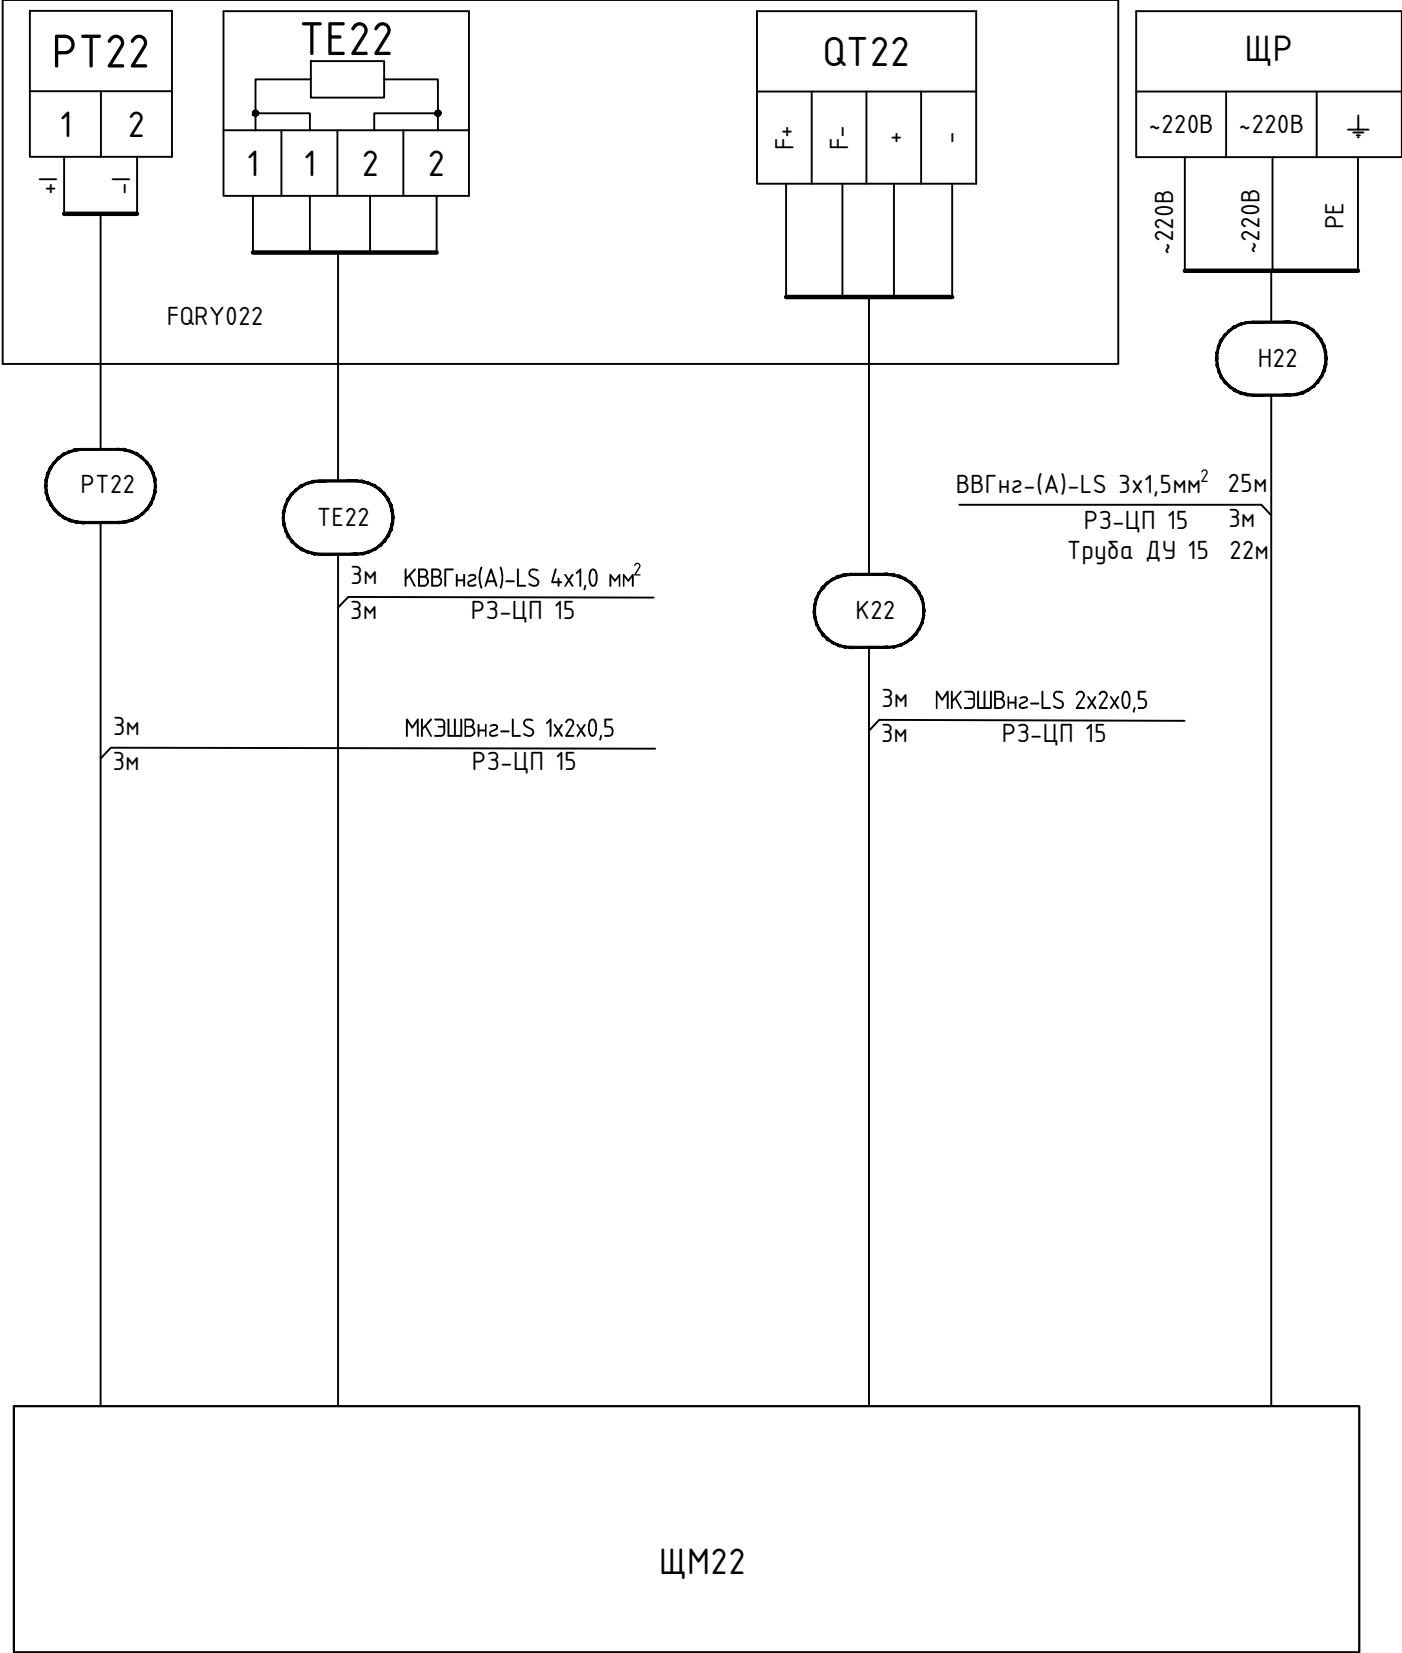 PT22
TE22
QT22
ЩР
1 2
1 1 2 2
F+ F- + -
~220В ~220В
+I -I
~220В ~220В PE
FQRY022
H22
PT22
TE22
ВВГнг-(А)-LS 3х1,5мм² 25м
РЗ-ЦП 15 3м
Труба ДУ 15 22м
3м КВВГнг(А)-LS 4х1,0 мм²
3м РЗ-ЦП 15
K22
3м МКЭШВнг-LS 2х2х0,5
3м РЗ-ЦП 15
3м МКЭШВнг-LS 1х2х0,5
3м РЗ-ЦП 15
ЩМ22